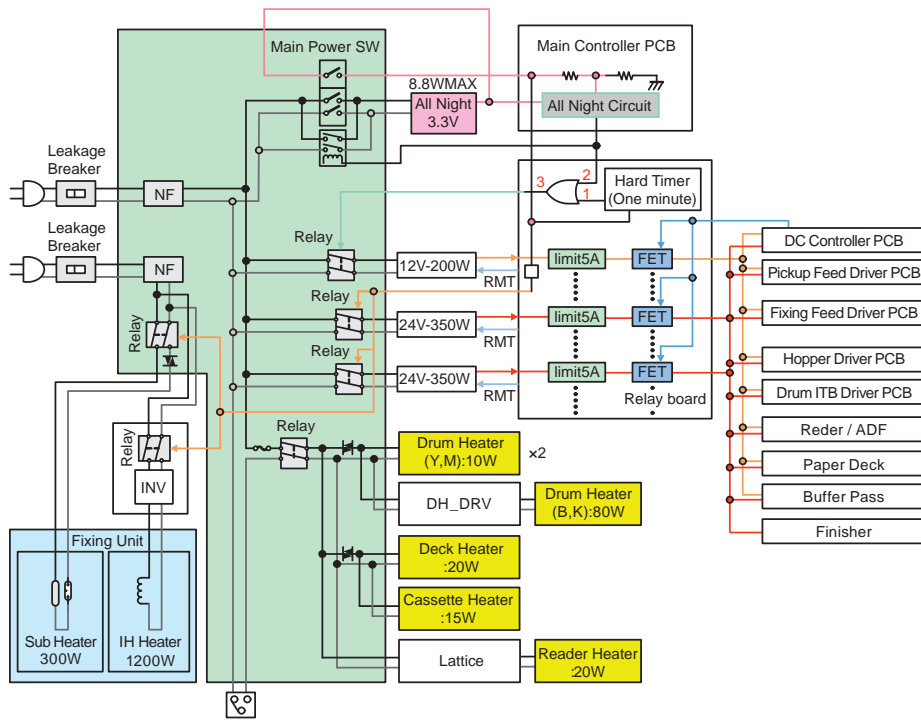 Main Power SW
Main Controller PCB
8.8WMAX
All Night
3.3V
All Night Circuit
Leakage
Breaker
NF
3
2
1
Hard Timer
(One minute)
Leakage
Breaker
NF
Relay
12V-200W
RMT
limit5A
FET
DC Controller PCB
Pickup Feed Driver PCB
Relay
24V-350W
RMT
limit5A
FET
Fixing Feed Driver PCB
Relay
Relay
24V-350W
RMT
limit5A
FET
Hopper Driver PCB
Relay board
Drum ITB Driver PCB
Relay
Relay
Drum Heater
(Y,M):10W
×2
Reder / ADF
Paper Deck
INV
DH_DRV
Drum Heater
(B,K):80W
Buffer Pass
Finisher
Fixing Unit
Deck Heater
:20W
Cassette Heater
:15W
Sub Heater
300W
IH Heater
1200W
Lattice
Reader Heater
:20W